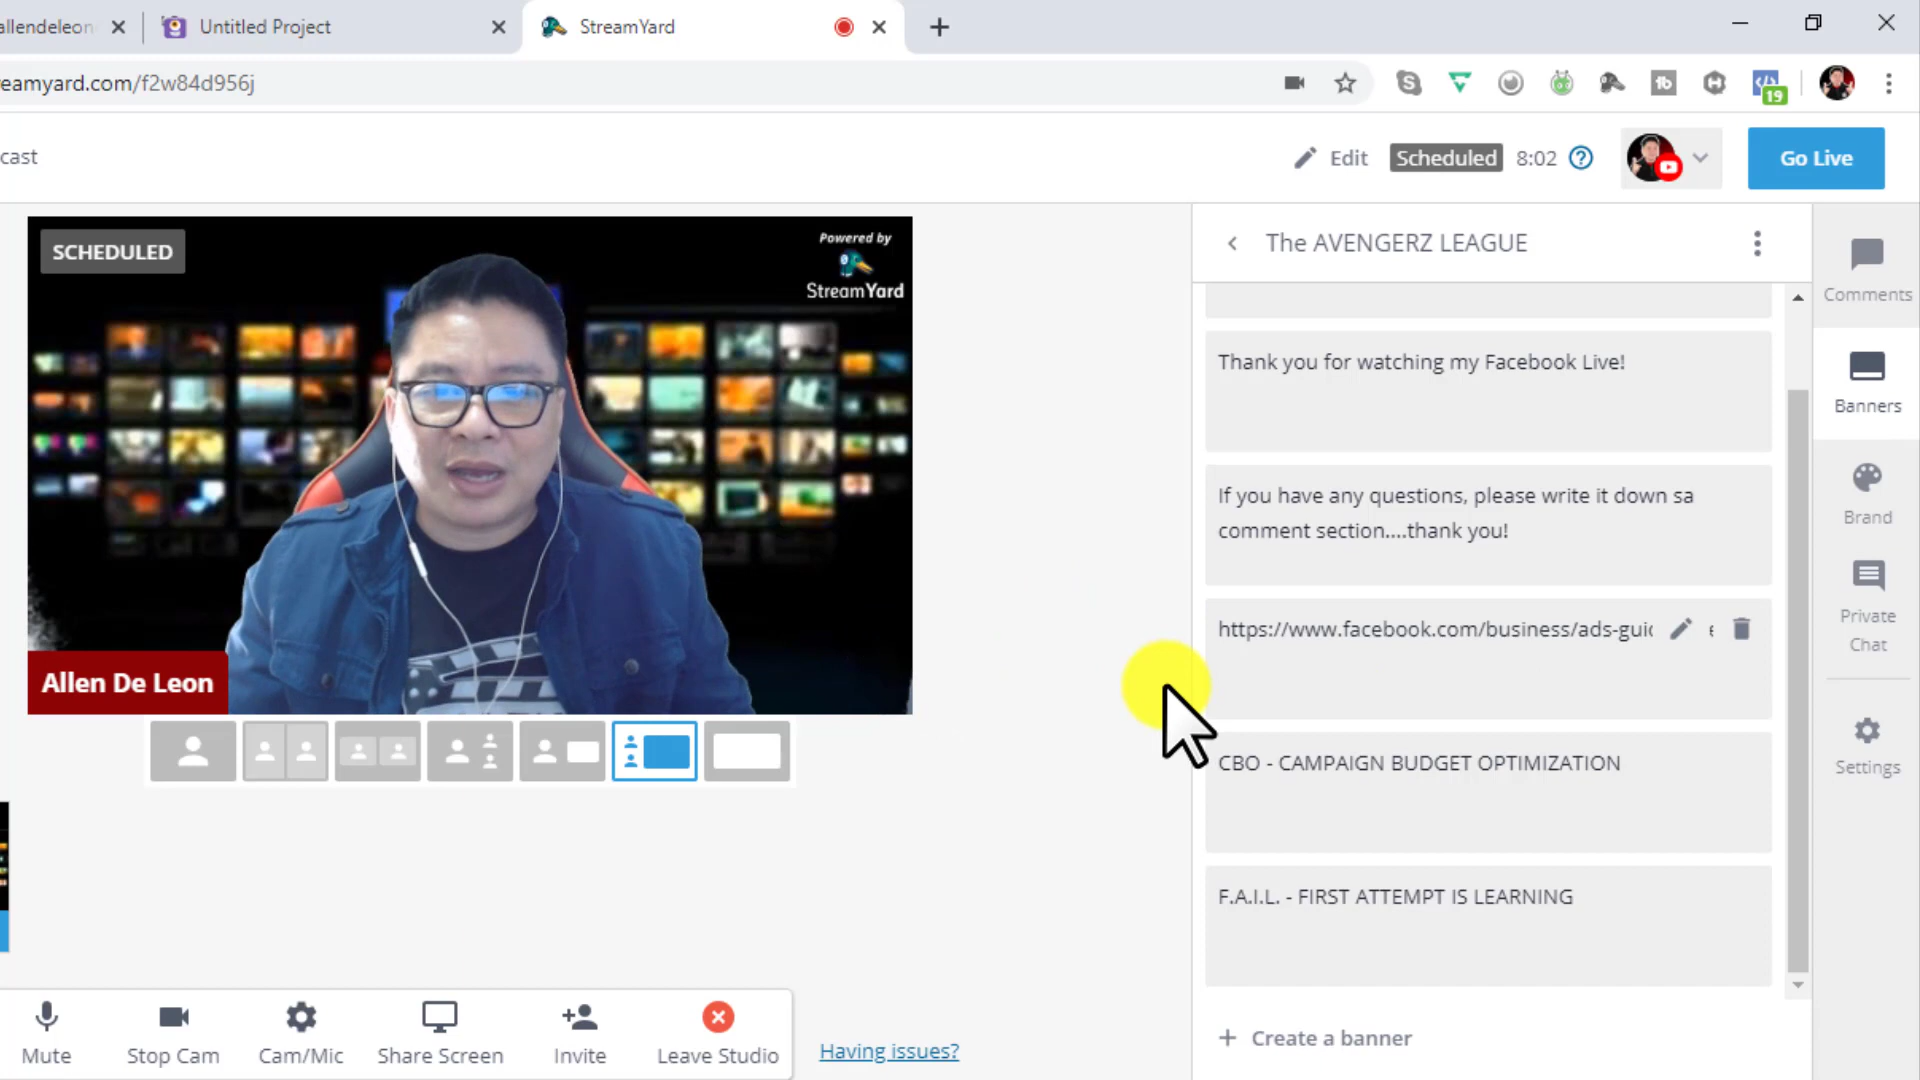 allendeleon
Untitled Project
StreamYard
eamyard.com/f2w84d956j
19
cast
Edit
Scheduled
8:02
Go Live
SCHEDULED
Powered by
StreamYard
Allen De Leon
The AVENGERZ LEAGUE
Thank you for watching my Facebook Live!
If you have any questions, please write it down sa
comment section....thank you!
https://www.facebook.com/business/ads-guid
CBO - CAMPAIGN BUDGET OPTIMIZATION
F.A.I.L. - FIRST ATTEMPT IS LEARNING
+ Create a banner
Comments
Banners
Brand
Private
Chat
Settings
Mute
Stop Cam
Cam/Mic
Share Screen
Invite
Leave Studio
Having issues?